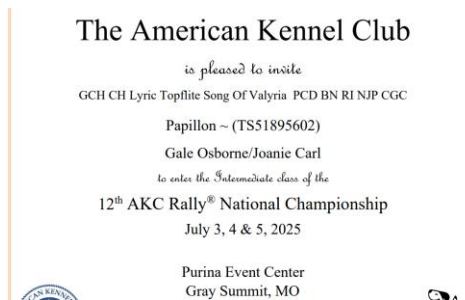 The American Kennel Club
is pleased to invite
GCH CH Lyric Topflite Song Of Valyria PCD BN RI NJP CGC
Papillon ~ (TS51895602)
Gale Osborne/Joanie Carl
to enter the Intermediate class of the
12th AKC Rally® National Championship
July 3, 4 & 5, 2025
Purina Event Center
Gray Summit, MO